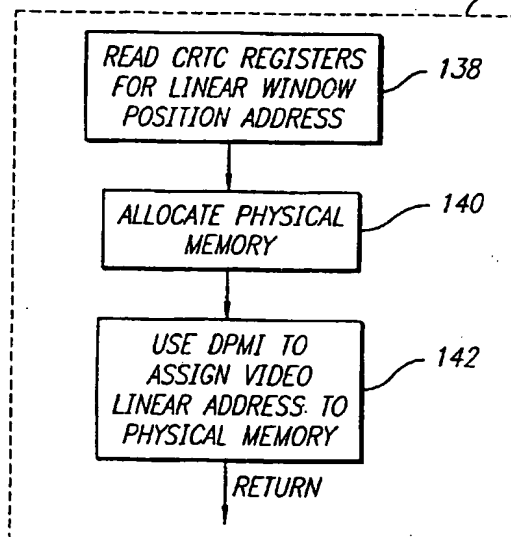 READ CRTC REGISTERS
FOR LINEAR WINDOW
POSITION ADDRESS
138
ALLOCATE PHYSICAL
MEMORY
140
USE DPMI TO
ASSIGN VIDEO
LINEAR ADDRESS TO
PHYSICAL MEMORY
142
RETURN